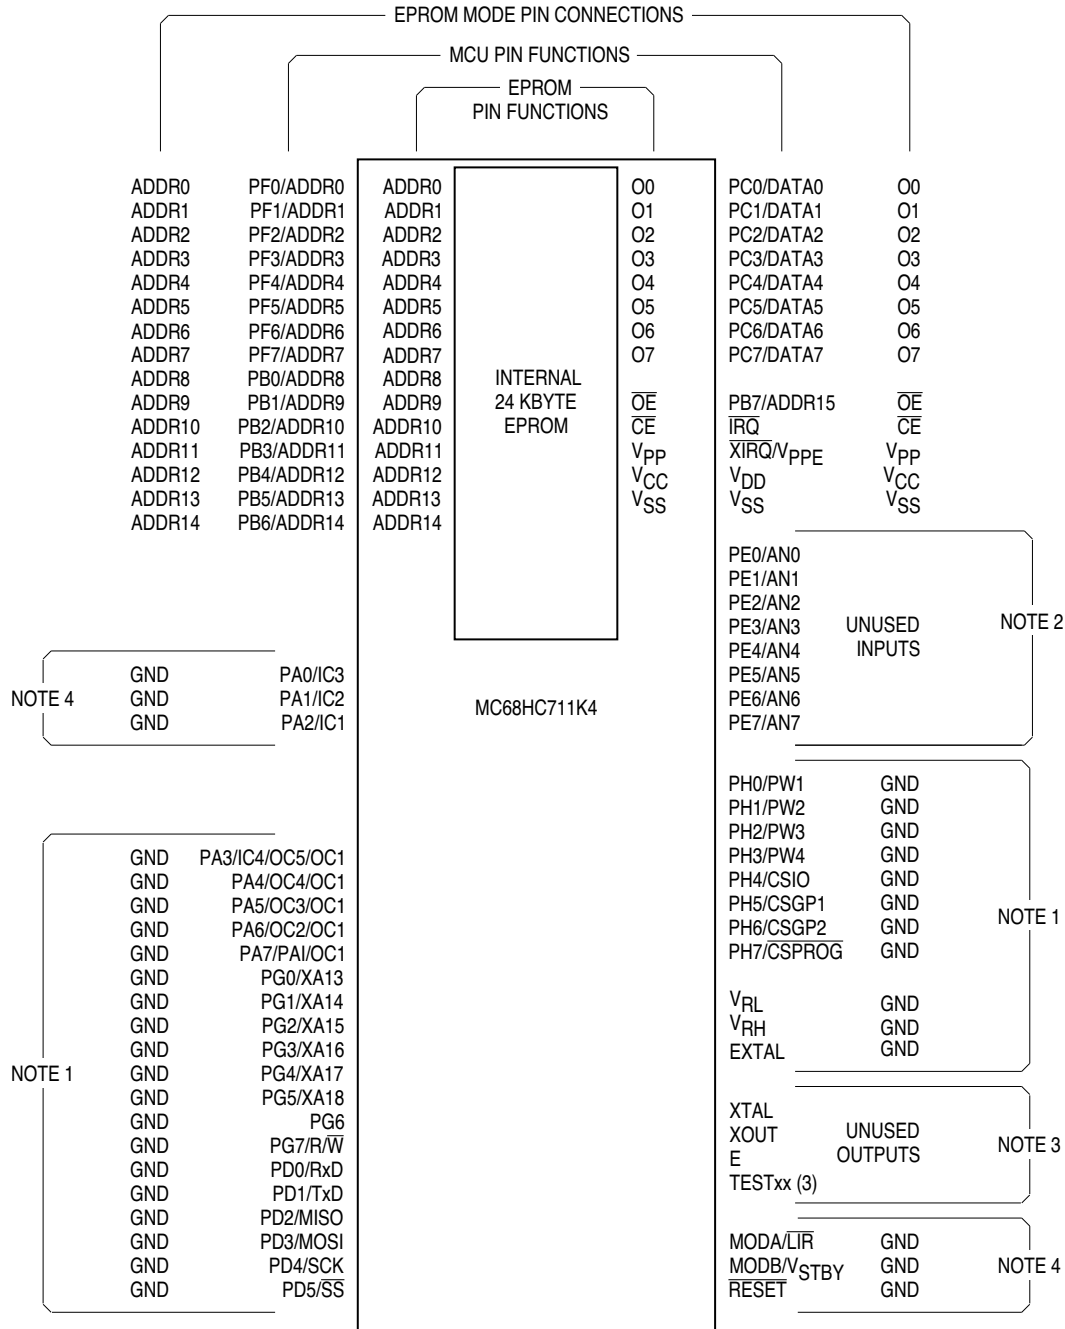 EPROM MODE PIN CONNECTIONS
MCU PIN FUNCTIONS
EPROM
PIN FUNCTIONS
ADDR0 PF0/ADDR0 ADDR0 O0 PC0/DATA0 O0
ADDR1 PF1/ADDR1 ADDR1 O1 PC1/DATA1 O1
ADDR2 PF2/ADDR2 ADDR2 O2 PC2/DATA2 O2
ADDR3 PF3/ADDR3 ADDR3 O3 PC3/DATA3 O3
ADDR4 PF4/ADDR4 ADDR4 O4 PC4/DATA4 O4
ADDR5 PF5/ADDR5 ADDR5 O5 PC5/DATA5 O5
ADDR6 PF6/ADDR6 ADDR6 O6 PC6/DATA6 O6
ADDR7 PF7/ADDR7 ADDR7 O7 PC7/DATA7 O7
ADDR8 PB0/ADDR8 ADDR8
ADDR9 PB1/ADDR9 ADDR9 O̅E̅ PB7/ADDR15 O̅E̅
ADDR10 PB2/ADDR10 ADDR10 C̅E̅ I̅R̅Q̅ C̅E̅
ADDR11 PB3/ADDR11 ADDR11 VPP X̅I̅R̅Q̅/VPPE VPP
ADDR12 PB4/ADDR12 ADDR12 VCC VDD VCC
ADDR13 PB5/ADDR13 ADDR13 VSS VSS VSS
ADDR14 PB6/ADDR14 ADDR14
INTERNAL
24 KBYTE
EPROM
PE0/AN0
PE1/AN1
PE2/AN2
PE3/AN3
PE4/AN4
PE5/AN5
PE6/AN6
PE7/AN7
UNUSED
INPUTS
NOTE 2
NOTE 4
GND PA0/IC3
GND PA1/IC2
GND PA2/IC1
MC68HC711K4
PH0/PW1 GND
PH1/PW2 GND
PH2/PW3 GND
PH3/PW4 GND
PH4/CSIO GND
PH5/CSGP1 GND
PH6/CSGP2 GND
PH7/C̅S̅P̅R̅O̅G̅ GND
VRL GND
VRH GND
EXTAL GND
NOTE 1
GND PA3/IC4/OC5/OC1
GND PA4/OC4/OC1
GND PA5/OC3/OC1
GND PA6/OC2/OC1
GND PA7/PAI/OC1
GND PG0/XA13
GND PG1/XA14
GND PG2/XA15
GND PG3/XA16
GND PG4/XA17
GND PG5/XA18
GND PG6
GND PG7/R/W̅
GND PD0/RxD
GND PD1/TxD
GND PD2/MISO
GND PD3/MOSI
GND PD4/SCK
GND PD5/S̅S̅
NOTE 1
XTAL
XOUT
E
TESTxx (3)
UNUSED
OUTPUTS
NOTE 3
MODA/L̅I̅R̅ GND
MODB/VSTBY GND
R̅E̅S̅E̅T̅ GND
NOTE 4